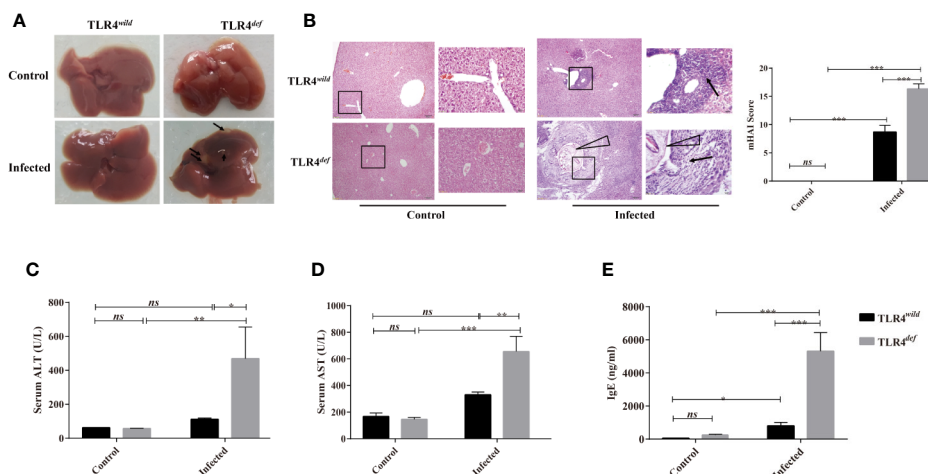 A
TLR4wild
TLR4def
Control
Infected
B
TLR4wild
TLR4def
Control
Infected
mHAI Score
20
15
10
5
0
***
***
***
ns
Control
Infected
C
Serum ALT (U/L)
800
600
400
200
0
ns
*
ns
**
Control
Infected
D
Serum AST (U/L)
1000
800
600
400
200
0
ns
**
ns
***
Control
Infected
E
IgE (ng/ml)
8000
6000
4000
2000
0
***
***
*
ns
Control
Infected
TLR4wild
TLR4def